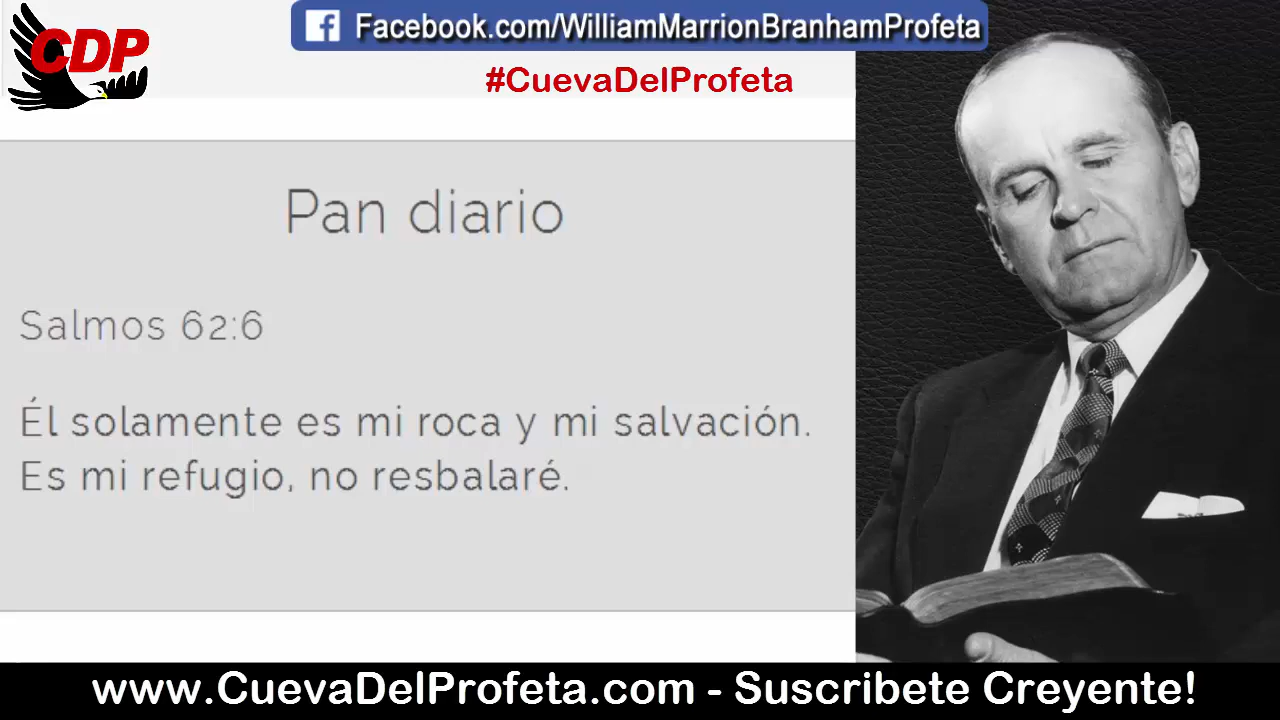 CDP
Facebook.com/WilliamMarrionBranhamProfeta
#CuevaDelProfeta
Pan diario
Salmos 62:6
Él solamente es mi roca y mi salvación.
Es mi refugio, no resbalaré.
www.CuevaDelProfeta.com - Suscribete Creyente!